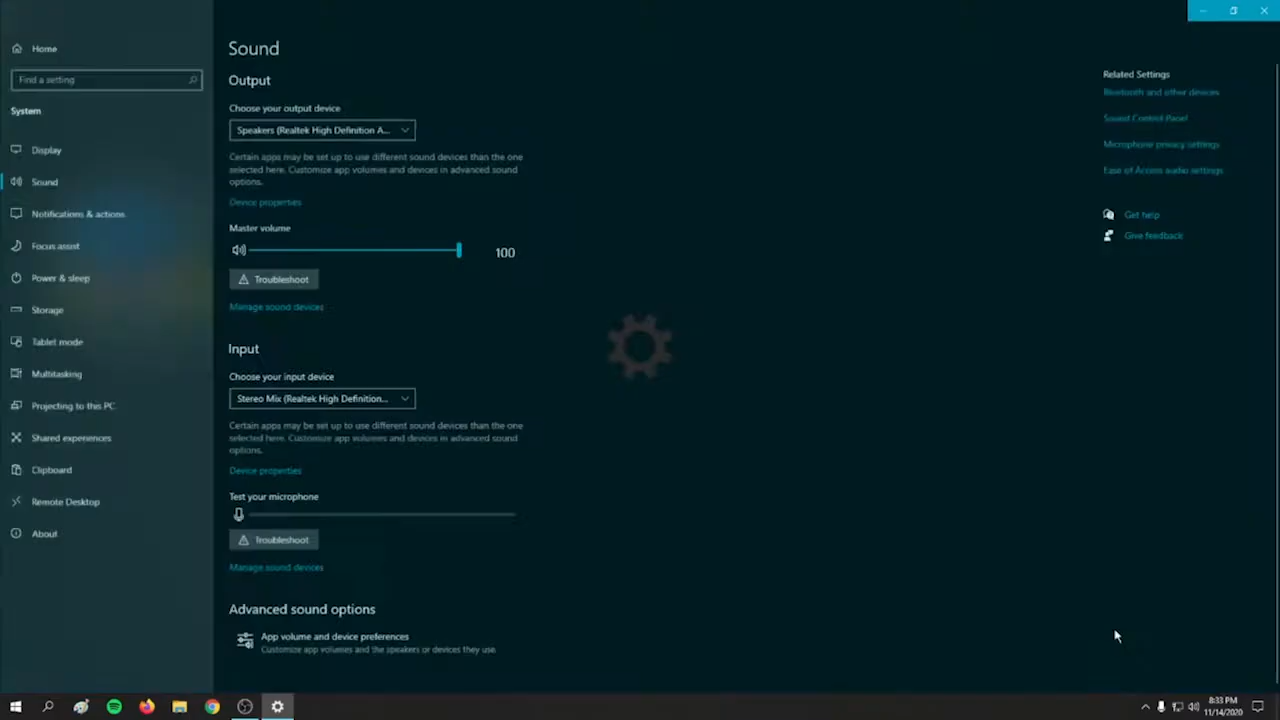 Home
Find a setting
System
Display
Sound
Notifications & actions
Focus assist
Power & sleep
Storage
Tablet mode
Multitasking
Projecting to this PC
Shared experiences
Clipboard
Remote Desktop
About
Sound
Output
Choose your output device
Speakers (Realtek High Definition A...
Certain apps may be set up to use different sound devices than the one
selected here. Customize app volumes and devices in advanced sound
options.
Device properties
Master volume
100
Troubleshoot
Manage sound devices
Input
Choose your input device
Stereo Mix (Realtek High Definition...
Certain apps may be set up to use different sound devices than the one
selected here. Customize app volumes and devices in advanced sound
options.
Device properties
Test your microphone
Troubleshoot
Manage sound devices
Advanced sound options
App volume and device preferences
Customize app volumes and the speakers or devices they use.
Related Settings
Bluetooth and other devices
Sound Control Panel
Microphone privacy settings
Ease of Access audio settings
Get help
Give feedback
8:33 PM
11/14/2020